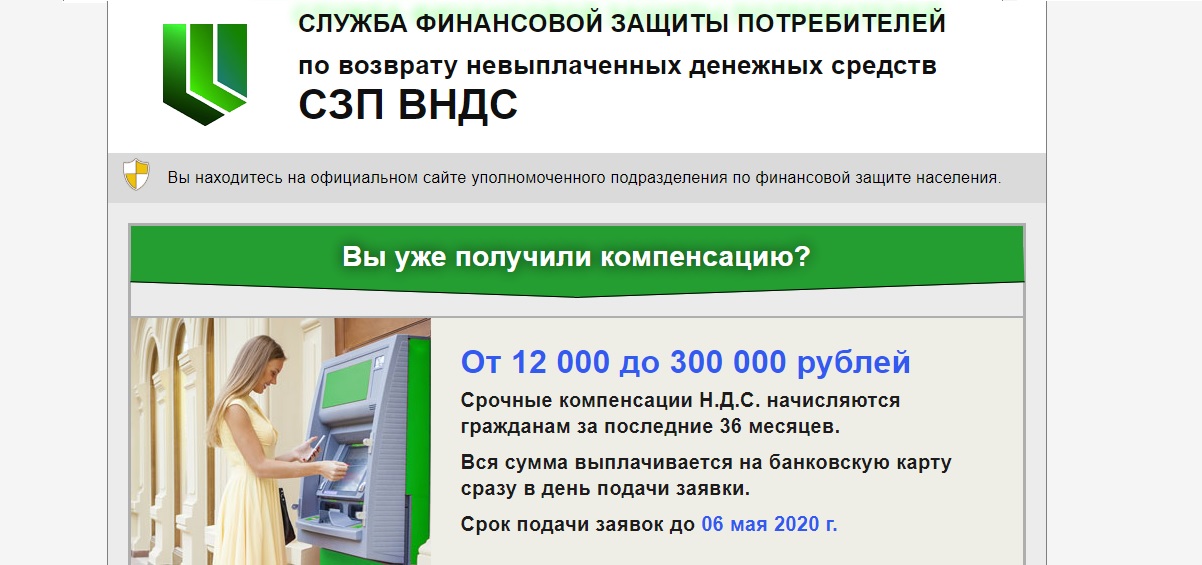 СЛУЖБА ФИНАНСОВОЙ ЗАЩИТЫ ПОТРЕБИТЕЛЕЙ
по возврату невыплаченных денежных средств
СЗП ВНДС
Вы находитесь на официальном сайте уполномоченного подразделения по финансовой защите населения.
Вы уже получили компенсацию?
От 12 000 до 300 000 рублей
Срочные компенсации Н.Д.С. начисляются
гражданам за последние 36 месяцев.
Вся сумма выплачивается на банковскую карту
сразу в день подачи заявки.
Срок подачи заявок до 06 мая 2020 г.